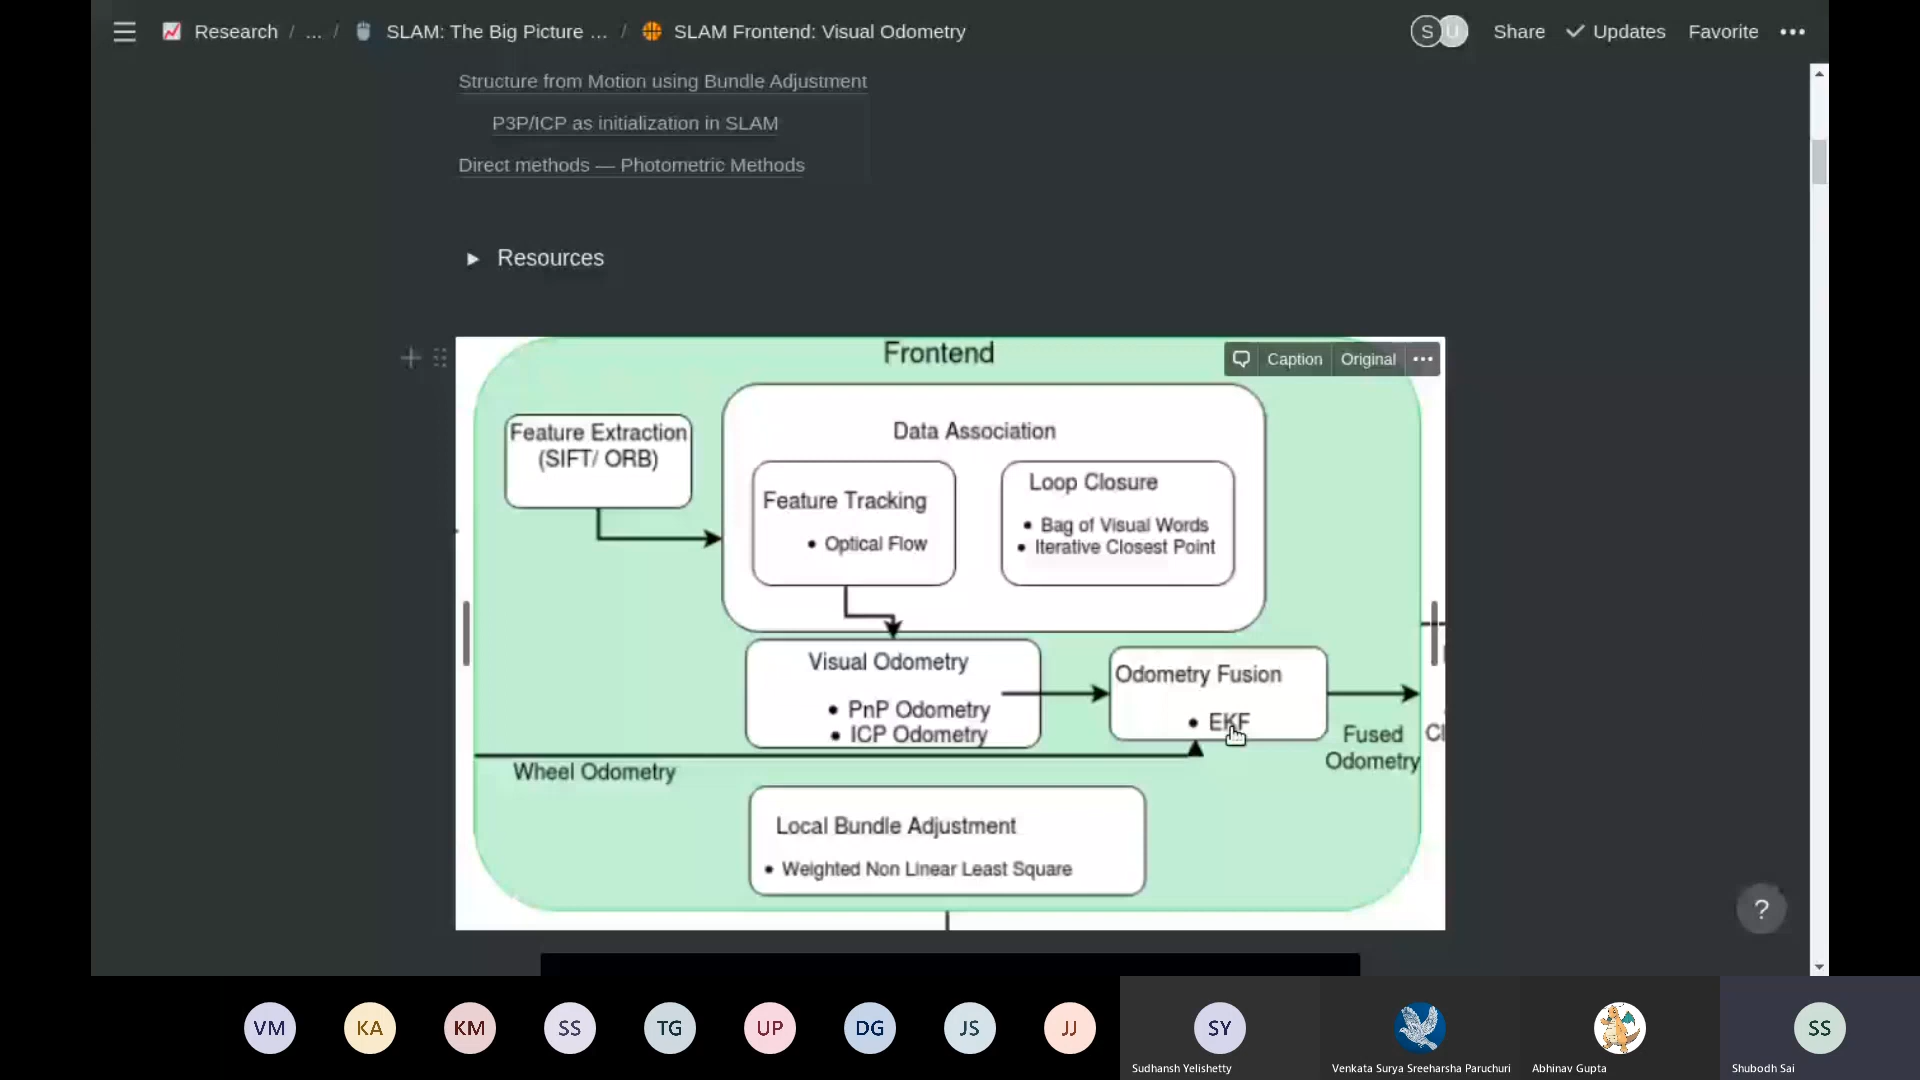 Research / ... / SLAM: The Big Picture ... / SLAM Frontend: Visual Odometry
S U Share Updates Favorite
Structure from Motion using Bundle Adjustment
P3P/ICP as initialization in SLAM
Direct methods — Photometric Methods
Resources
Frontend
Caption Original
Feature Extraction
(SIFT/ ORB)
Data Association
Feature Tracking
• Optical Flow
Loop Closure
• Bag of Visual Words
• Iterative Closest Point
Visual Odometry
• PnP Odometry
• ICP Odometry
Odometry Fusion
• EKF
Fused
Odometry
Wheel Odometry
Local Bundle Adjustment
• Weighted Non Linear Least Square
?
VM KA KM SS TG UP DG JS JJ SY SS
Sudhansh Yelishetty
Venkata Surya Sreeharsha Paruchuri
Abhinav Gupta
Shubodh Sai